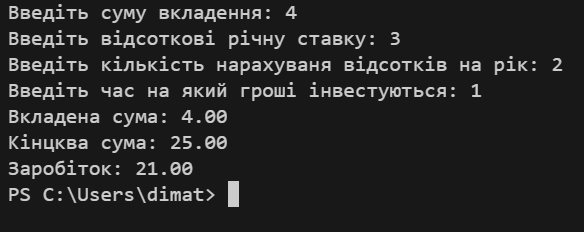 Введіть суму вкладення: 4
Введіть відсоткові річну ставку: 3
Введіть кількість нарахуваня відсотків на рік: 2
Введіть час на який гроші інвестуються: 1
Вкладена сума: 4.00
Кінцква сума: 25.00
Заробіток: 21.00
PS C:\Users\dimat>